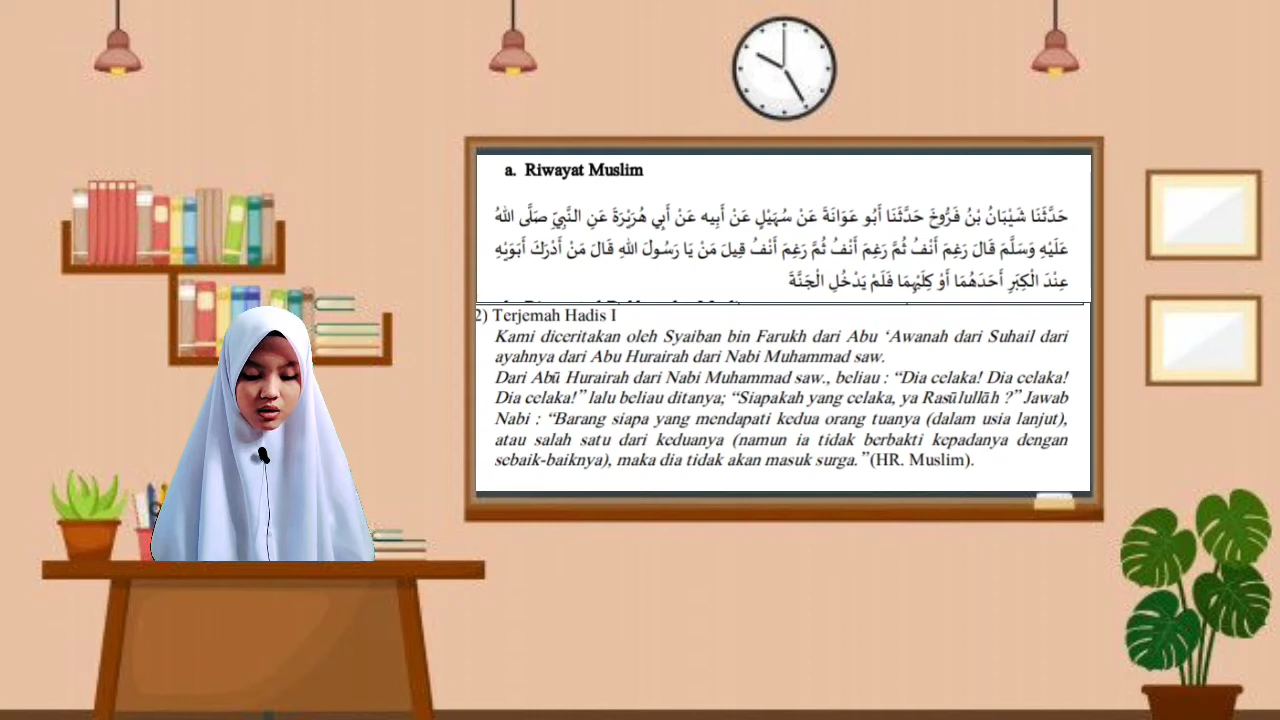 a. Riwayat Muslim
حَدَّثَنَا شَيْبَانُ بْنُ فَرُّوخَ حَدَّثَنَا أَبُو عَوَانَةَ عَنْ سُهَيْلٍ عَنْ أَبِيهِ عَنْ أَبِي هُرَيْرَةَ عَنِ النَّبِيِّ صَلَّى اللهُ
عَلَيْهِ وَسَلَّمَ قَالَ رَغِمَ أَنْفُ ثُمَّ رَغِمَ أَنْفُ ثُمَّ رَغِمَ أَنْفُ قِيلَ مَنْ يَا رَسُولَ اللهِ قَالَ مَنْ أَدْرَكَ أَبَوَيْهِ
عِنْدَ الْكِبَرِ أَحَدَهُمَا أَوْ كِلَيْهِمَا فَلَمْ يَدْخُلِ الْجَنَّةَ
2) Terjemah Hadis I
Kami diceritakan oleh Syaiban bin Farukh dari Abu ‘Awanah dari Suhail dari
ayahnya dari Abu Hurairah dari Nabi Muhammad saw.
Dari Abū Hurairah dari Nabi Muhammad saw., beliau : “Dia celaka! Dia celaka!
Dia celaka!” lalu beliau ditanya; “Siapakah yang celaka, ya Rasūlullāh ?” Jawab
Nabi : “Barang siapa yang mendapati kedua orang tuanya (dalam usia lanjut),
atau salah satu dari keduanya (namun ia tidak berbakti kepadanya dengan
sebaik-baiknya), maka dia tidak akan masuk surga.”(HR. Muslim).